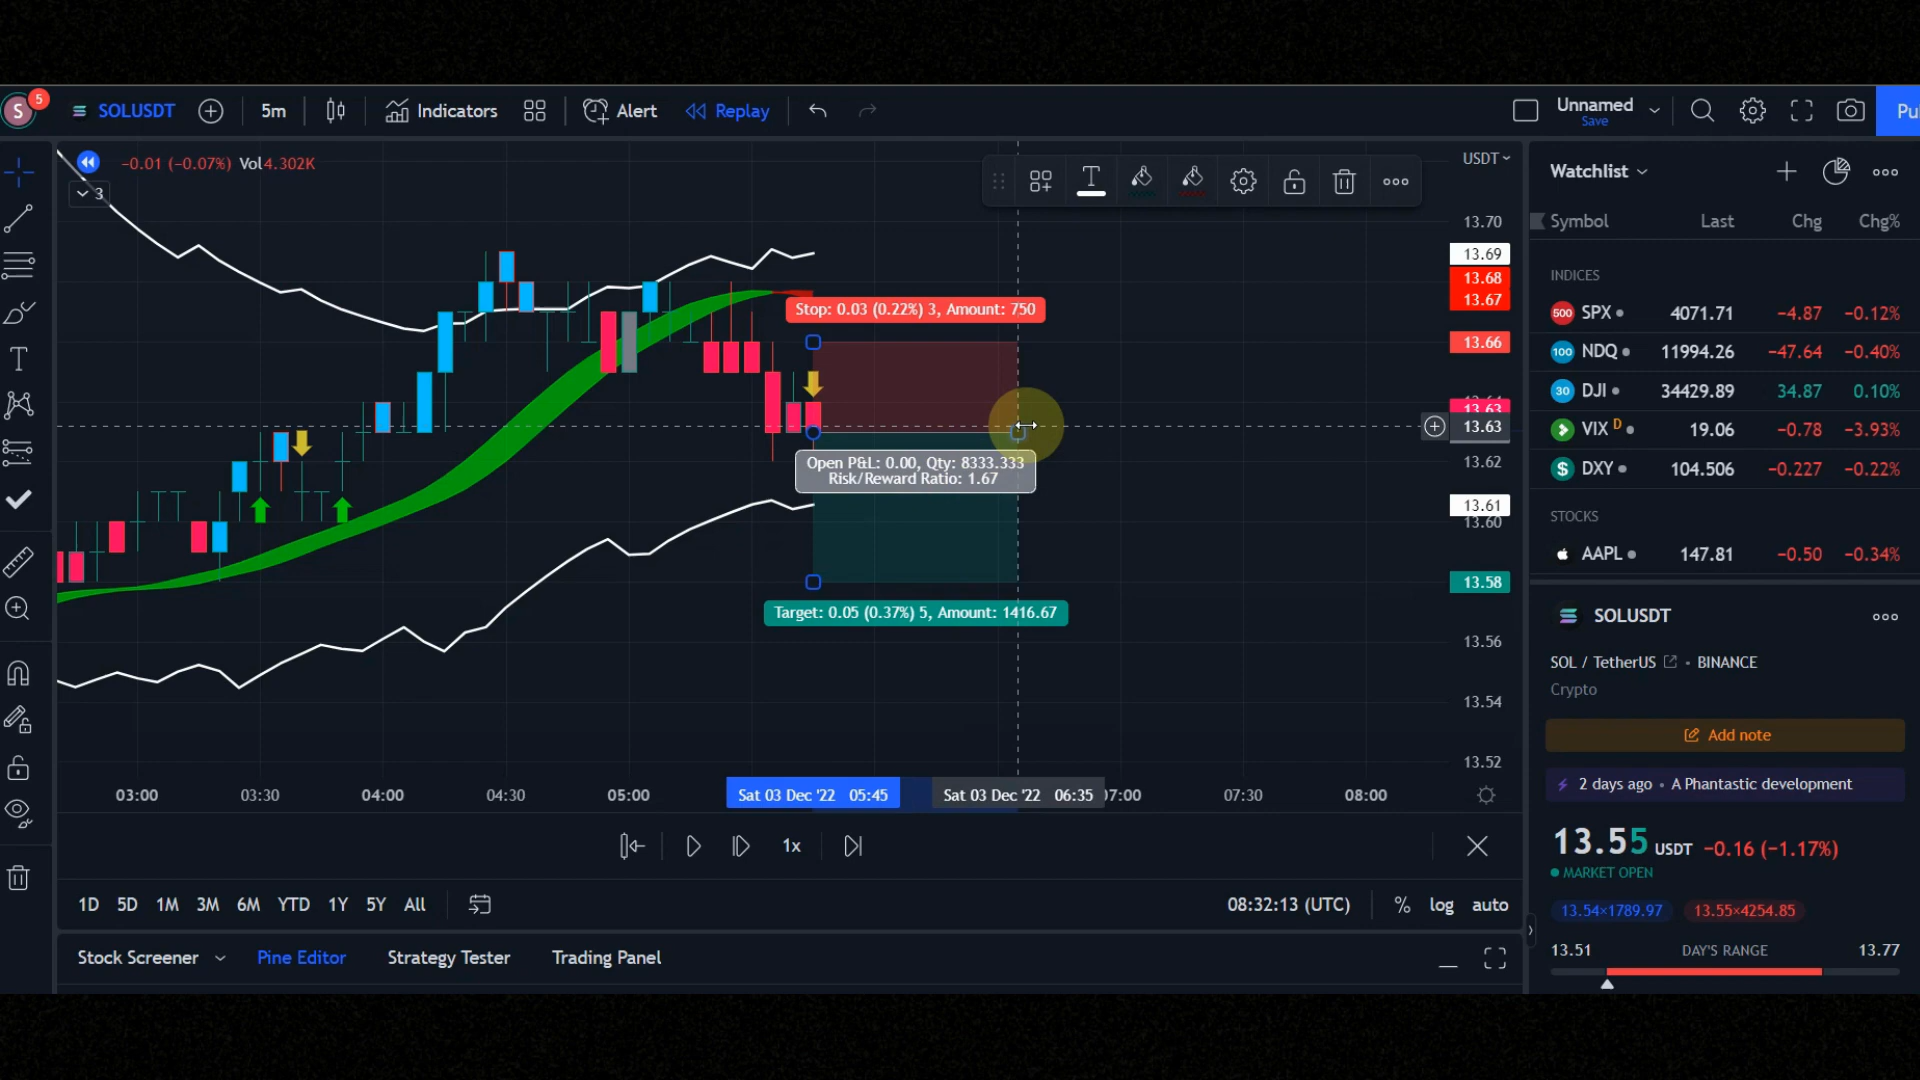 S 5 SOLUSDT 5m Indicators Alert Replay Unnamed Save Pu
−0.01 (−0.07%) Vol4.302K
3
USDT
13.70
13.69
13.68
13.67
13.66
13.63
13.63
13.62
13.61
13.60
13.58
13.56
13.54
13.52
Stop: 0.03 (0.22%) 3, Amount: 750
Open P&L: 0.00, Qty: 8333.333
Risk/Reward Ratio: 1.67
Target: 0.05 (0.37%) 5, Amount: 1416.67
03:00 03:30 04:00 04:30 05:00 Sat 03 Dec '22 05:45 Sat 03 Dec '22 06:35 07:00 07:30 08:00
1x
1D 5D 1M 3M 6M YTD 1Y 5Y All 08:32:13 (UTC) % log auto
Stock Screener Pine Editor Strategy Tester Trading Panel
Watchlist
Symbol Last Chg Chg%
INDICES
500 SPX 4071.71 −4.87 −0.12%
100 NDQ 11994.26 −47.64 −0.40%
30 DJI 34429.89 34.87 0.10%
VIX D 19.06 −0.78 −3.93%
$ DXY 104.506 −0.227 −0.22%
STOCKS
AAPL 147.81 −0.50 −0.34%
SOLUSDT
SOL / TetherUS • BINANCE
Crypto
Add note
2 days ago • A Phantastic development
13.55 USDT −0.16 (−1.17%)
MARKET OPEN
13.54×1789.97 13.55×4254.85
13.51 DAY'S RANGE 13.77